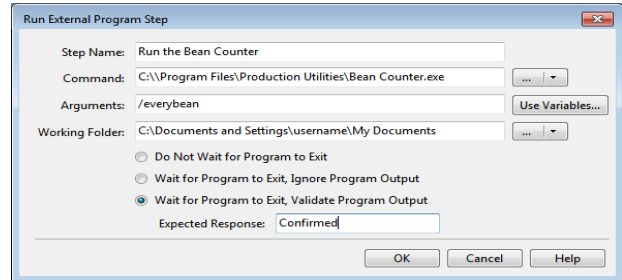 Run External Program Step
Step Name: Run the Bean Counter
Command: C:\\Program Files\Production Utilities\Bean Counter.exe ...
Arguments: /everybean Use Variables...
Working Folder: C:\Documents and Settings\username\My Documents ...
Do Not Wait for Program to Exit
Wait for Program to Exit, Ignore Program Output
Wait for Program to Exit, Validate Program Output
Expected Response: Confirmed
OK Cancel Help